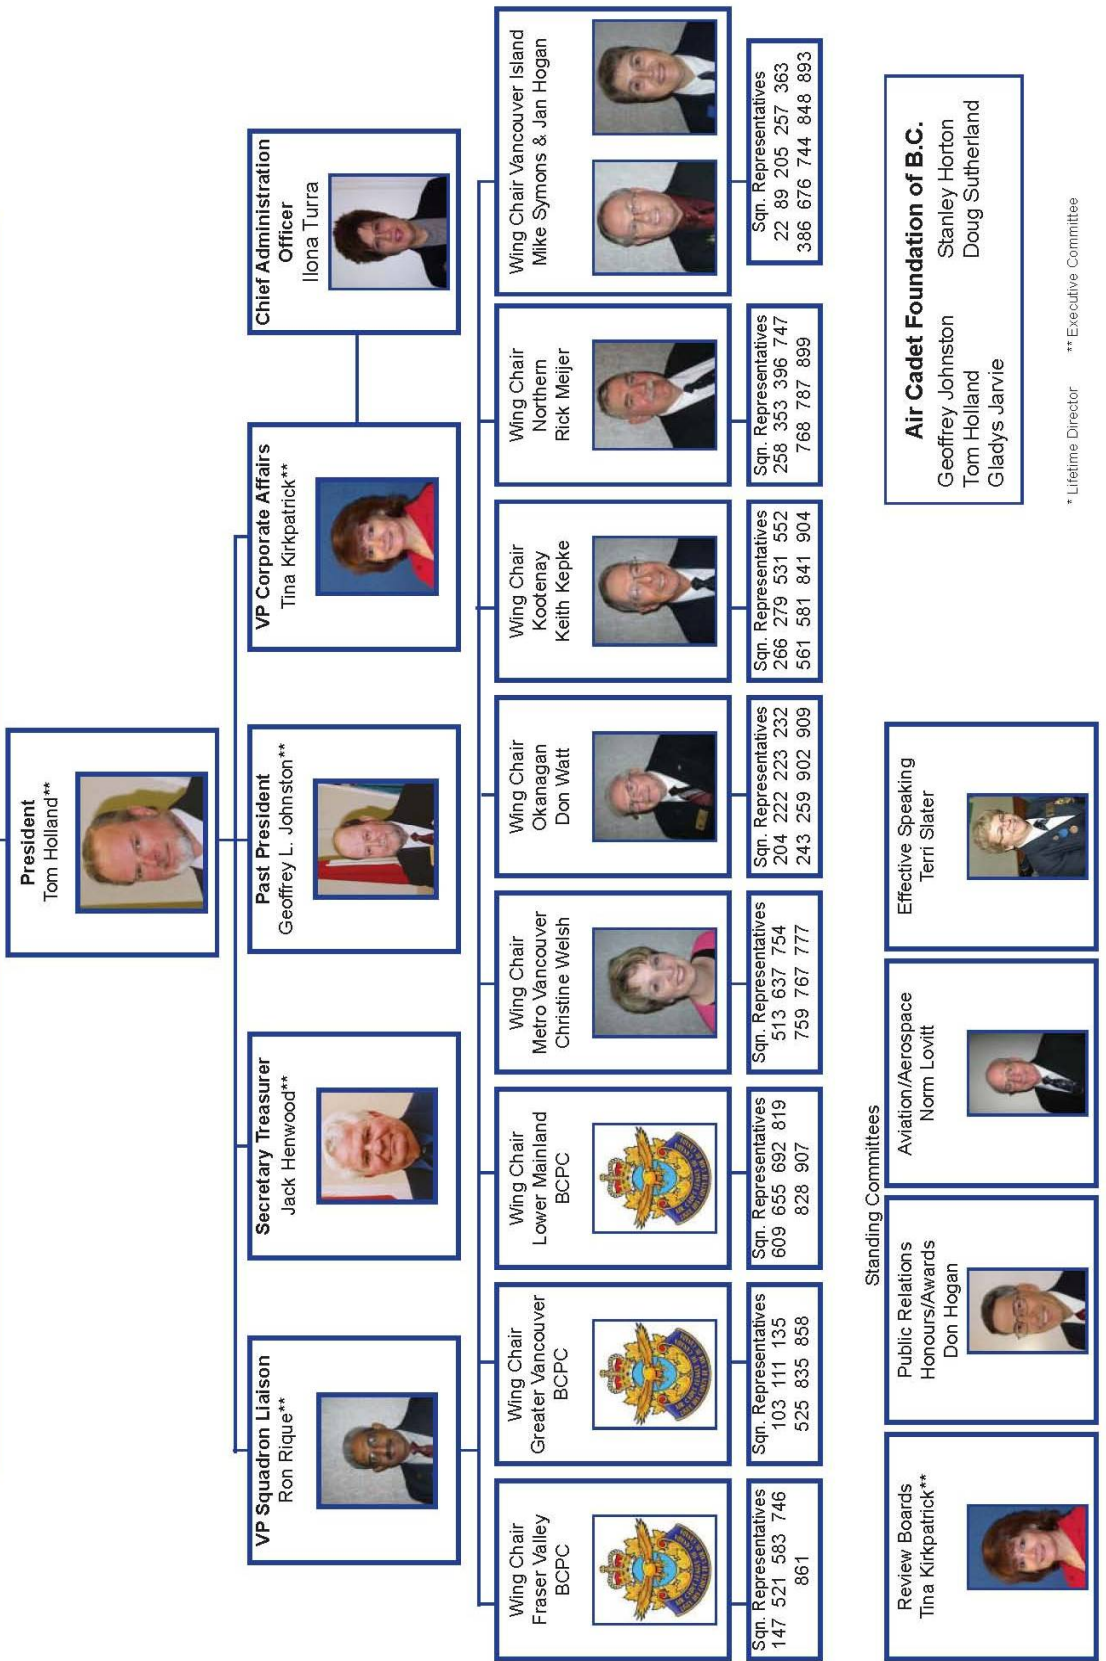 President
Tom Holland**
VP Squadron Liaison
Ron Rique**
Secretary Treasurer
Jack Henwood**
Past President
Geoffrey L. Johnston**
VP Corporate Affairs
Tina Kirkpatrick**
Chief Administration
Officer
Ilona Turra
Wing Chair
Fraser Valley
BCPC
Sqn. Representatives
147 521 583 746
861
Wing Chair
Greater Vancouver
BCPC
Sqn. Representatives
103 111 135
525 835 858
Wing Chair
Lower Mainland
BCPC
Sqn. Representatives
609 655 692 819
828 907
Wing Chair
Metro Vancouver
Christine Welsh
Sqn. Representatives
513 637 754
759 767 777
Wing Chair
Okanagan
Don Watt
Sqn. Representatives
204 222 223 232
243 259 902 909
Wing Chair
Kootenay
Keith Kepke
Sqn. Representatives
266 279 531 552
561 581 841 904
Wing Chair
Northern
Rick Meijer
Sqn. Representatives
258 353 396 747
768 787 899
Wing Chair Vancouver Island
Mike Symons & Jan Hogan
Sqn. Representatives
22 89 205 257 363
386 676 744 848 893
Standing Committees
Review Boards
Tina Kirkpatrick**
Public Relations
Honours/Awards
Don Hogan
Aviation/Aerospace
Norm Lovitt
Effective Speaking
Terri Slater
Air Cadet Foundation of B.C.
Geoffrey Johnston Stanley Horton
Tom Holland Doug Sutherland
Gladys Jarvie
* Lifetime Director ** Executive Committee